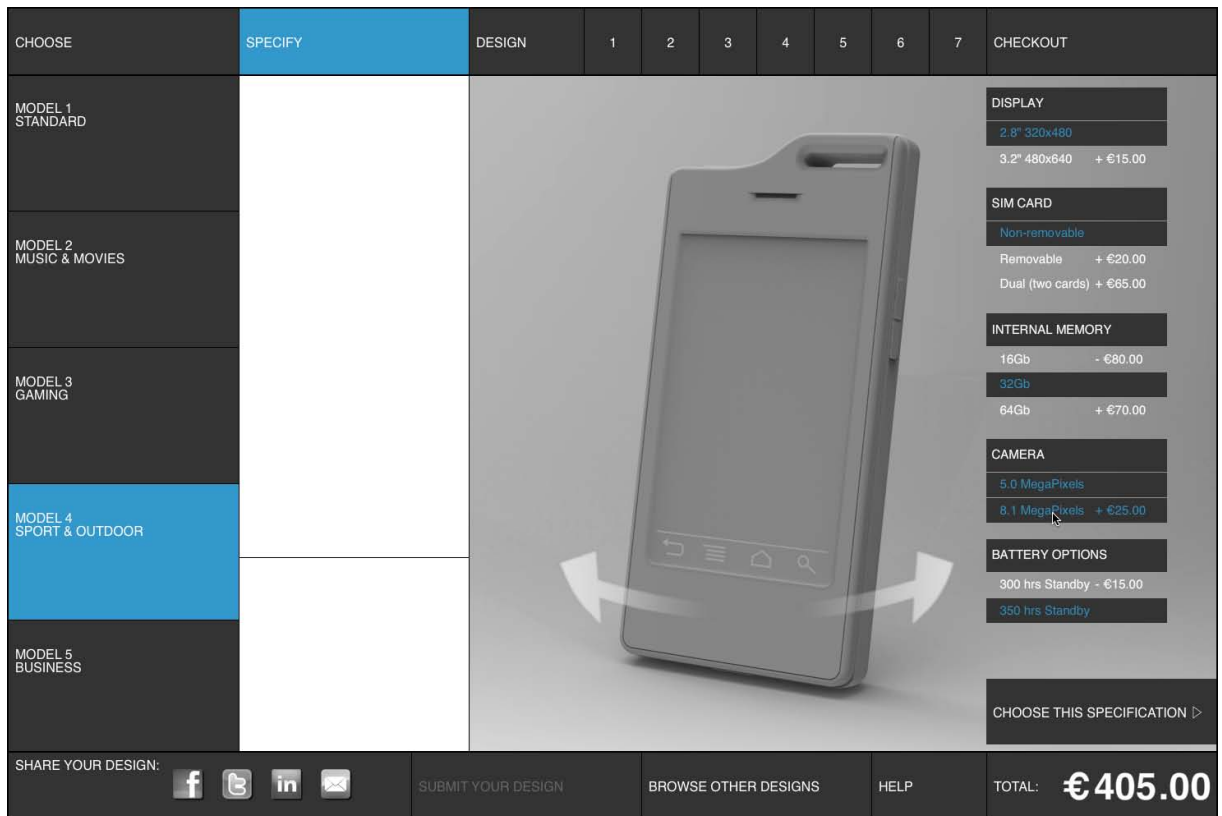 CHOOSE
SPECIFY
DESIGN
1
2
3
4
5
6
7
CHECKOUT
MODEL 1
STANDARD
MODEL 2
MUSIC & MOVIES
MODEL 3
GAMING
MODEL 4
SPORT & OUTDOOR
MODEL 5
BUSINESS
DISPLAY
2.8" 320x480
3.2" 480x640 + €15.00
SIM CARD
Non-removable
Removable + €20.00
Dual (two cards) + €65.00
INTERNAL MEMORY
16Gb - €80.00
32Gb
64Gb + €70.00
CAMERA
5.0 MegaPixels
8.1 MegaPixels + €25.00
BATTERY OPTIONS
300 hrs Standby - €15.00
350 hrs Standby
CHOOSE THIS SPECIFICATION
SHARE YOUR DESIGN:
f
t
in
SUBMIT YOUR DESIGN
BROWSE OTHER DESIGNS
HELP
TOTAL: €405.00